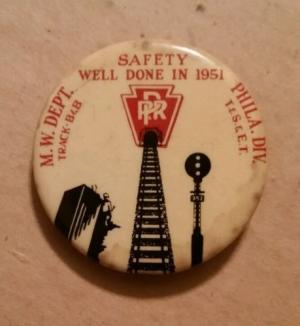 SAFETY
WELL DONE IN 1951
M.W. DEPT.
TRACK-B&B
PHILA. DIV.
T&S.&E.T.
PRR